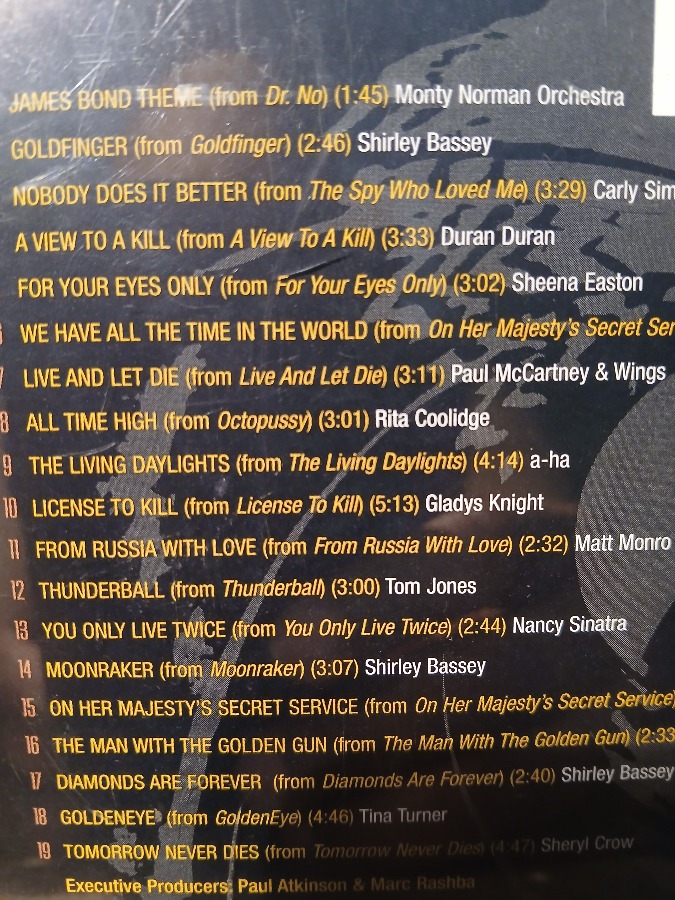 JAMES BOND THEME (from Dr. No) (1:45) Monty Norman Orchestra
GOLDFINGER (from Goldfinger) (2:46) Shirley Bassey
NOBODY DOES IT BETTER (from The Spy Who Loved Me) (3:29) Carly Sim
A VIEW TO A KILL (from A View To A Kill) (3:33) Duran Duran
FOR YOUR EYES ONLY (from For Your Eyes Only) (3:02) Sheena Easton
WE HAVE ALL THE TIME IN THE WORLD (from On Her Majesty's Secret Ser
7 LIVE AND LET DIE (from Live And Let Die) (3:11) Paul McCartney & Wings
8 ALL TIME HIGH (from Octopussy) (3:01) Rita Coolidge
9 THE LIVING DAYLIGHTS (from The Living Daylights) (4:14) a-ha
10 LICENSE TO KILL (from License To Kill) (5:13) Gladys Knight
11 FROM RUSSIA WITH LOVE (from From Russia With Love) (2:32) Matt Monro
12 THUNDERBALL (from Thunderball) (3:00) Tom Jones
13 YOU ONLY LIVE TWICE (from You Only Live Twice) (2:44) Nancy Sinatra
14 MOONRAKER (from Moonraker) (3:07) Shirley Bassey
15 ON HER MAJESTY'S SECRET SERVICE (from On Her Majesty's Secret Service)
16 THE MAN WITH THE GOLDEN GUN (from The Man With The Golden Gun) (2:33
17 DIAMONDS ARE FOREVER (from Diamonds Are Forever) (2:40) Shirley Bassey
18 GOLDENEYE (from GoldenEye) (4:46) Tina Turner
19 TOMORROW NEVER DIES (from Tomorrow Never Dies) (4:47) Sheryl Crow
Executive Producers: Paul Atkinson & Marc Rashba